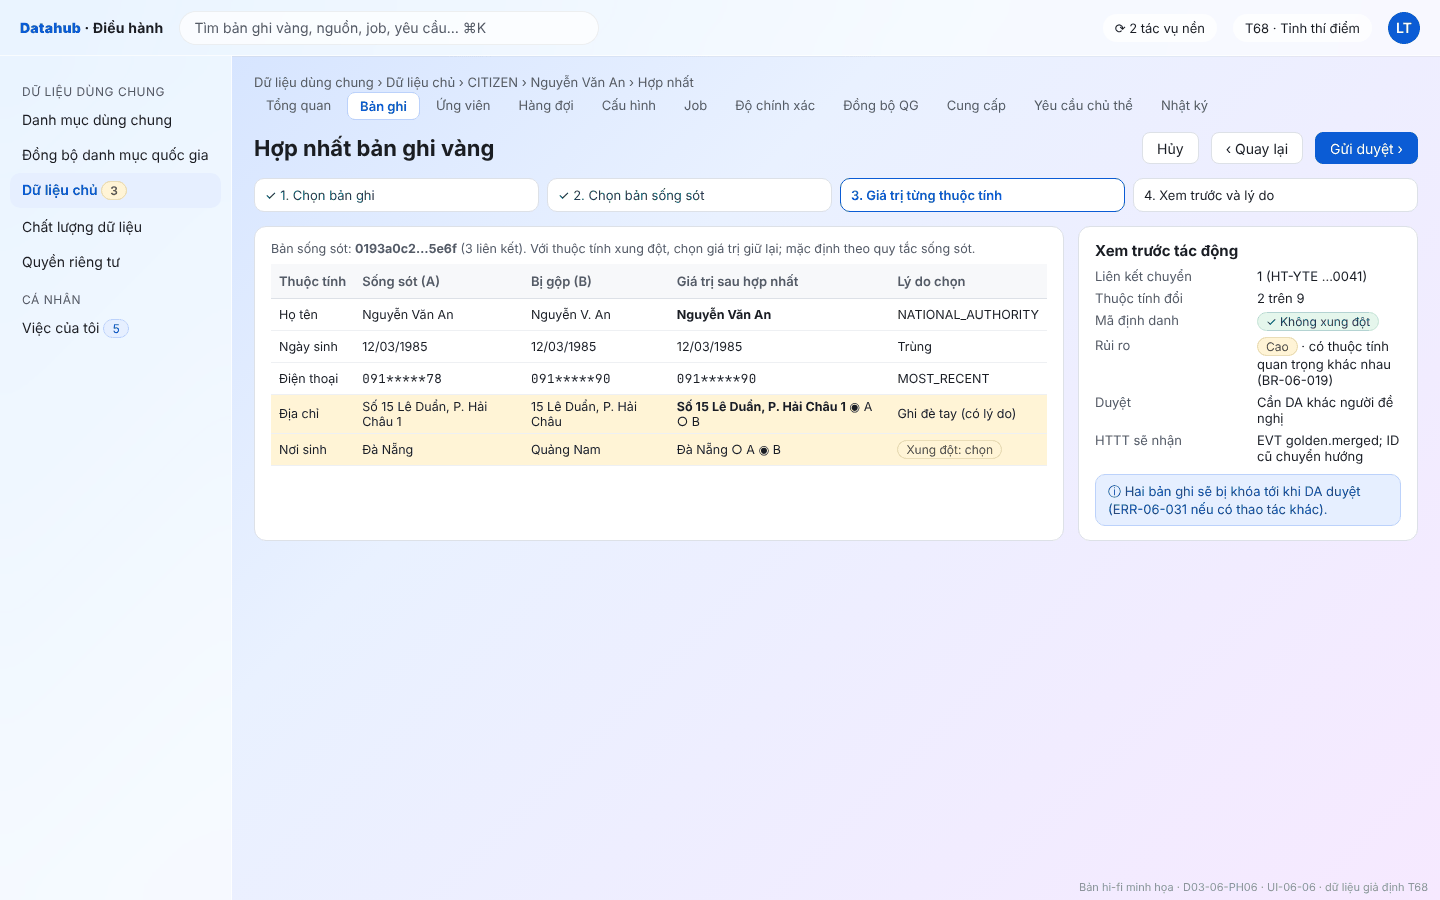 Datahub · Điều hành
Tìm bản ghi vàng, nguồn, job, yêu cầu... ⌘K
⟳ 2 tác vụ nền
T68 · Tỉnh thí điểm
LT
DỮ LIỆU DÙNG CHUNG
Danh mục dùng chung
Đồng bộ danh mục quốc gia
Dữ liệu chủ 3
Chất lượng dữ liệu
Quyền riêng tư
CÁ NHÂN
Việc của tôi 5
Dữ liệu dùng chung › Dữ liệu chủ › CITIZEN › Nguyễn Văn An › Hợp nhất
Tổng quan Bản ghi Ứng viên Hàng đợi Cấu hình Job Độ chính xác Đồng bộ QG Cung cấp Yêu cầu chủ thể Nhật ký
Hợp nhất bản ghi vàng
Hủy
‹ Quay lại
Gửi duyệt ›
✓ 1. Chọn bản ghi
✓ 2. Chọn bản sống sót
3. Giá trị từng thuộc tính
4. Xem trước và lý do
Bản sống sót: 0193a0c2...5e6f (3 liên kết). Với thuộc tính xung đột, chọn giá trị giữ lại; mặc định theo quy tắc sống sót.
Thuộc tính Sống sót (A) Bị gộp (B) Giá trị sau hợp nhất Lý do chọn
Họ tên Nguyễn Văn An Nguyễn V. An Nguyễn Văn An NATIONAL_AUTHORITY
Ngày sinh 12/03/1985 12/03/1985 12/03/1985 Trùng
Điện thoại 091*****78 091*****90 091*****90 MOST_RECENT
Địa chỉ Số 15 Lê Duẩn, P. Hải Châu 1 15 Lê Duẩn, P. Hải Châu Số 15 Lê Duẩn, P. Hải Châu 1 ◉ A ○ B Ghi đè tay (có lý do)
Nơi sinh Đà Nẵng Quảng Nam Đà Nẵng ○ A ◉ B Xung đột: chọn
Xem trước tác động
Liên kết chuyển 1 (HT-YTE ...0041)
Thuộc tính đổi 2 trên 9
Mã định danh ✓ Không xung đột
Rủi ro Cao · có thuộc tính
quan trọng khác nhau
(BR-06-019)
Duyệt Cần DA khác người đề
nghị
HTTT sẽ nhận EVT golden.merged; ID
cũ chuyển hướng
ⓘ Hai bản ghi sẽ bị khóa tới khi DA duyệt
(ERR-06-031 nếu có thao tác khác).
Bản hi-fi minh họa · D03-06-PH06 · UI-06-06 · dữ liệu giả định T68